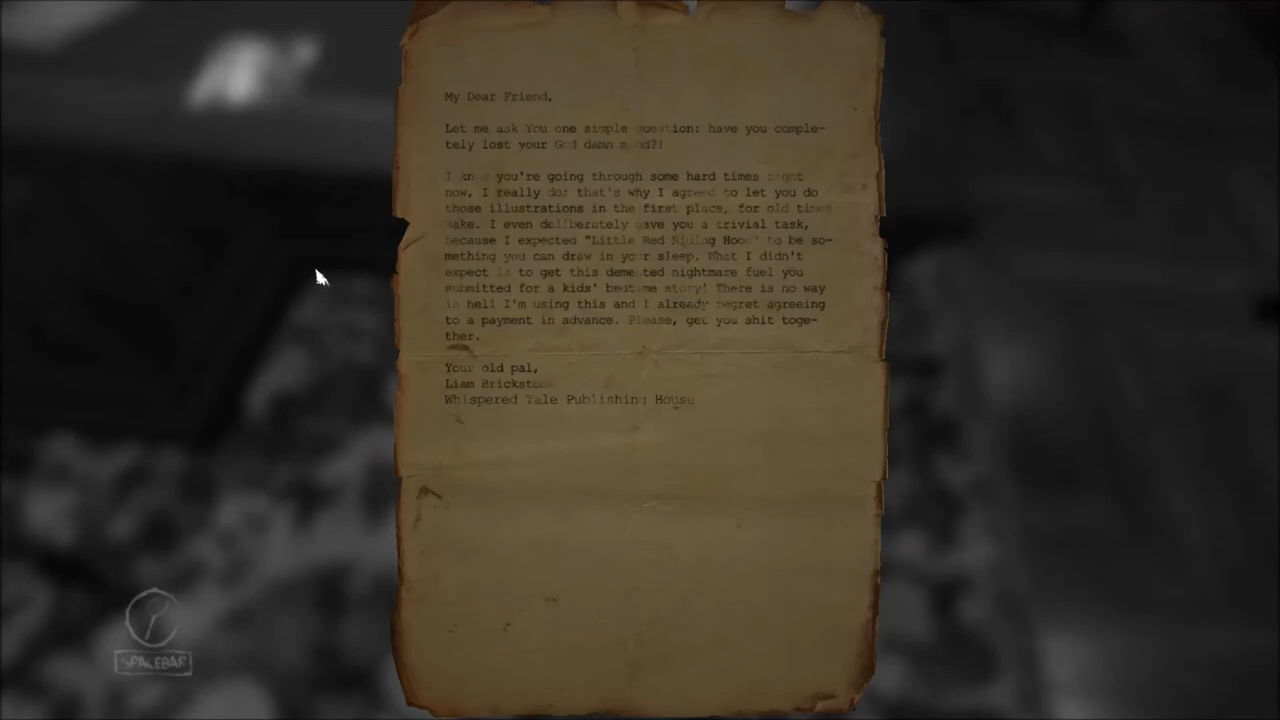 My Dear Friend,
Let me ask You one simple question: have you comple-
tely lost your God damn mind?!
I know you're going through some hard times right
now, I really do: that's why I agreed to let you do
those illustrations in the first place, for old times
sake. I even deliberately gave you a trivial task,
because I expected "Little Red Riding Hood" to be so-
mething you can draw in your sleep. What I didn't
expect is to get this demented nightmare fuel you
submitted for a kids' bedtime story! There is no way
in hell I'm using this and I already regret agreeing
to a payment in advance. Please, get you shit toge-
ther.
Your old pal,
Liam Brickstone
Whispered Tale Publishing House
SPACEBAR